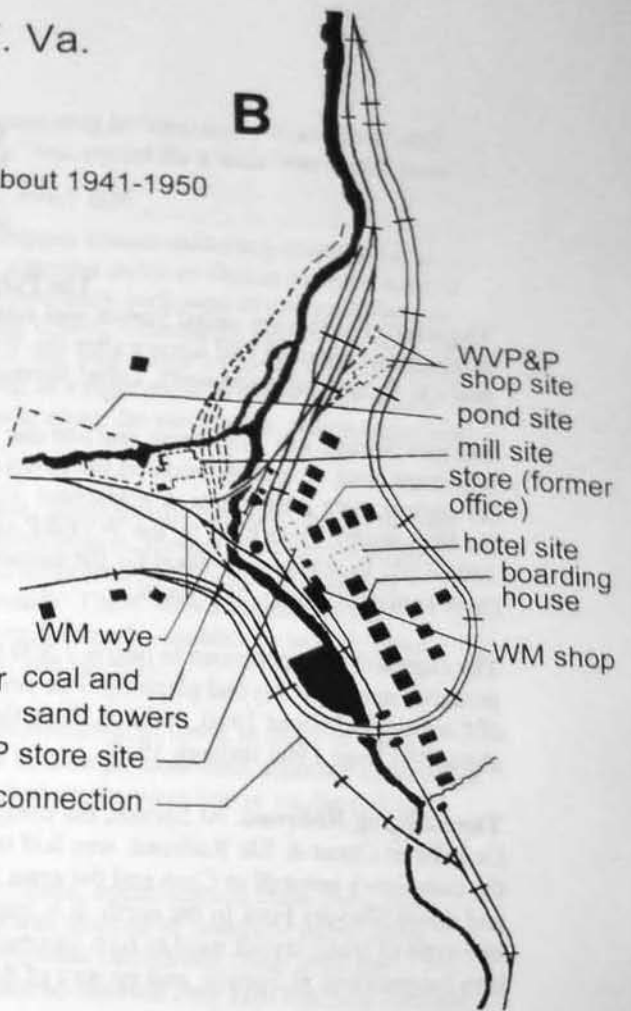 . Va.
B
bout 1941-1950
WVP&P
shop site
pond site
mill site
store (former
office)
hotel site
boarding
house
WM shop
WM wye
coal and
sand towers
store site
connection